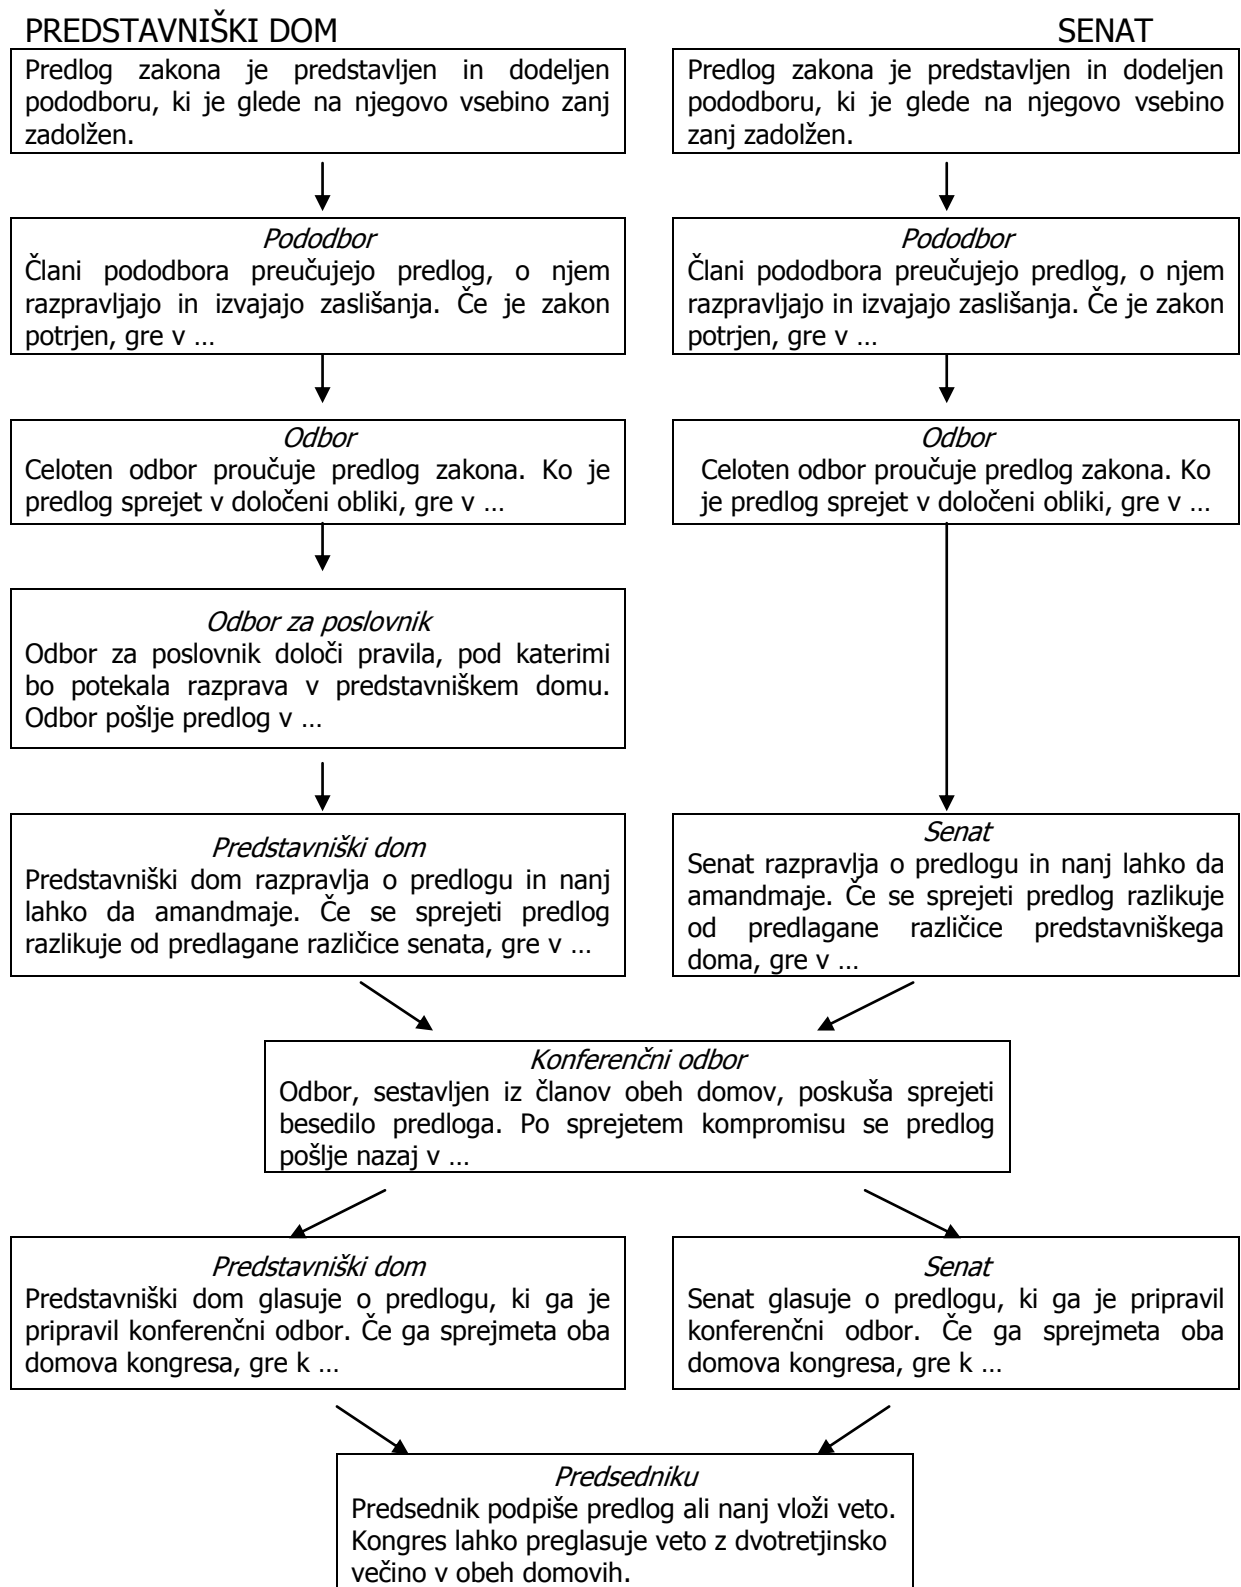 PREDSTAVNIŠKI DOM
SENAT
Predlog zakona je predstavljen in dodeljen
pododboru, ki je glede na njegovo vsebino zanj
zadolžen.
Predlog zakona je predstavljen in dodeljen
pododboru, ki je glede na njegovo vsebino
zanj zadolžen.
Pododbor
Člani pododbora preučujejo predlog, o njem
razpravljajo in izvajajo zaslišanja. Če je zakon
potrjen, gre v …
Pododbor
Člani pododbora preučujejo predlog, o njem
razpravljajo in izvajajo zaslišanja. Če je zakon
potrjen, gre v …
Odbor
Celoten odbor proučuje predlog zakona. Ko je
predlog sprejet v določeni obliki, gre v …
Odbor
Celoten odbor proučuje predlog zakona. Ko
je predlog sprejet v določeni obliki, gre v …
Odbor za poslovnik
Odbor za poslovnik določi pravila, pod katerimi
bo potekala razprava v predstavniškem domu.
Odbor pošlje predlog v …
Predstavniški dom
Predstavniški dom razpravlja o predlogu in nanj
lahko da amandmaje. Če se sprejeti predlog
razlikuje od predlagane različice senata, gre v …
Senat
Senat razpravlja o predlogu in nanj lahko da
amandmaje. Če se sprejeti predlog razlikuje
od predlagane različice predstavniškega
doma, gre v …
Konferenčni odbor
Odbor, sestavljen iz članov obeh domov, poskuša sprejeti
besedilo predloga. Po sprejetem kompromisu se predlog
pošlje nazaj v …
Predstavniški dom
Predstavniški dom glasuje o predlogu, ki ga je
pripravil konferenčni odbor. Če ga sprejmeta oba
domova kongresa, gre k …
Senat
Senat glasuje o predlogu, ki ga je pripravil
konferenčni odbor. Če ga sprejmeta oba
domova kongresa, gre k …
Predsedniku
Predsednik podpiše predlog ali nanj vloži veto.
Kongres lahko preglasuje veto z dvotretjinsko
večino v obeh domovih.